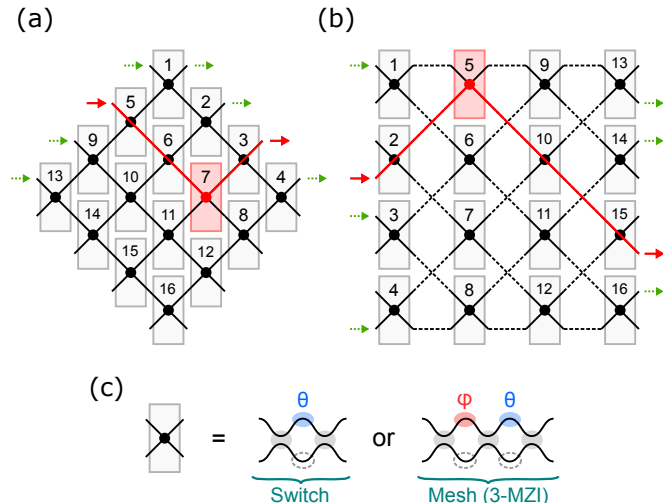 (a)
1
5 2
9 6 3
13 10 7 4
14 11 8
15 12
16
(b)
1 5 9 13
2 6 10 14
3 7 11 15
4 8 12 16
(c)
= θ or φ θ
Switch Mesh (3-MZI)